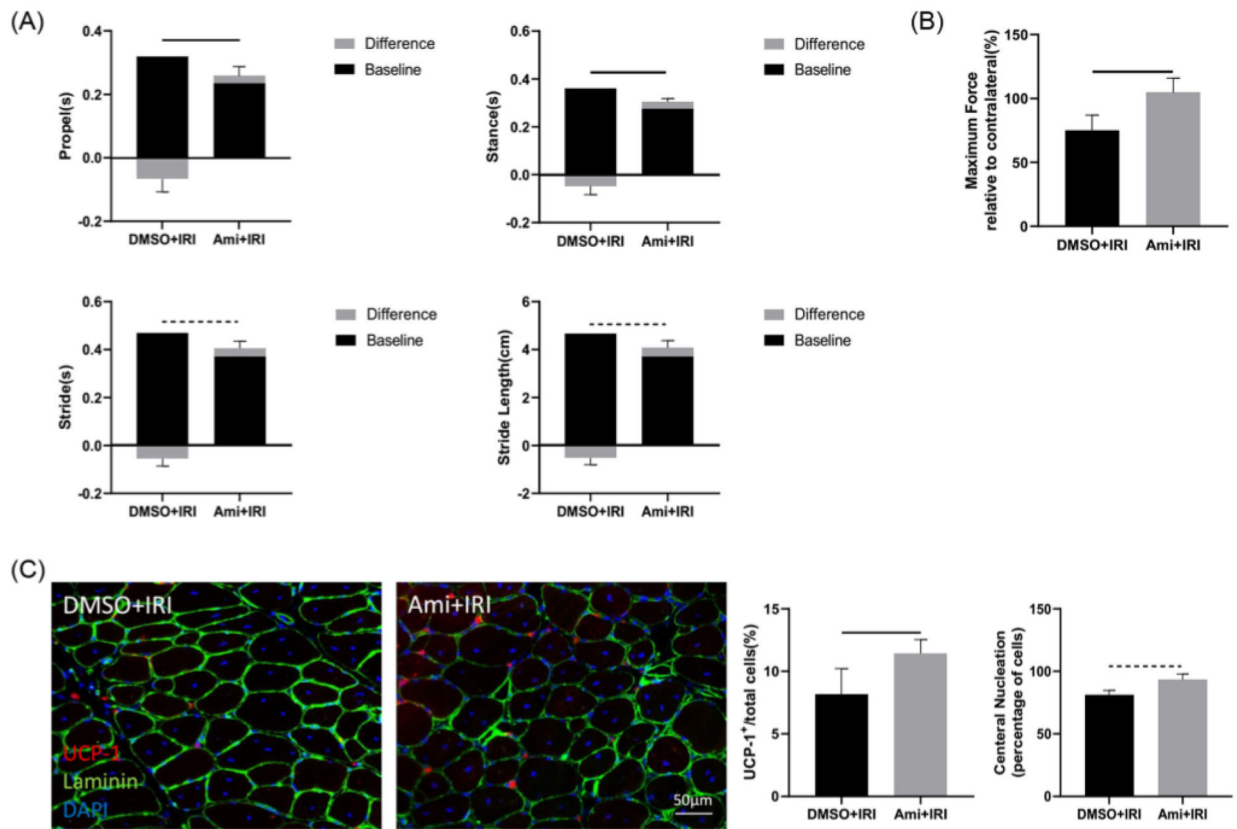 (A)
0.4
0.2
0.0
-0.2
Propel(s)
DMSO+IRI Ami+IRI
Difference
Baseline
0.6
0.4
0.2
0.0
-0.2
Stance(s)
DMSO+IRI Ami+IRI
Difference
Baseline
(B)
150
100
50
0
Maximum Force
relative to contralateral(%)
DMSO+IRI Ami+IRI
0.6
0.4
0.2
0.0
-0.2
Stride(s)
DMSO+IRI Ami+IRI
Difference
Baseline
6
4
2
0
-2
Stride Length(cm)
DMSO+IRI Ami+IRI
Difference
Baseline
(C)
DMSO+IRI
UCP-1
Laminin
DAPI
Ami+IRI
50μm
15
10
5
0
UCP-1+/total cells(%)
DMSO+IRI Ami+IRI
150
100
50
0
Centeral Nucleation
(percentage of cells)
DMSO+IRI Ami+IRI